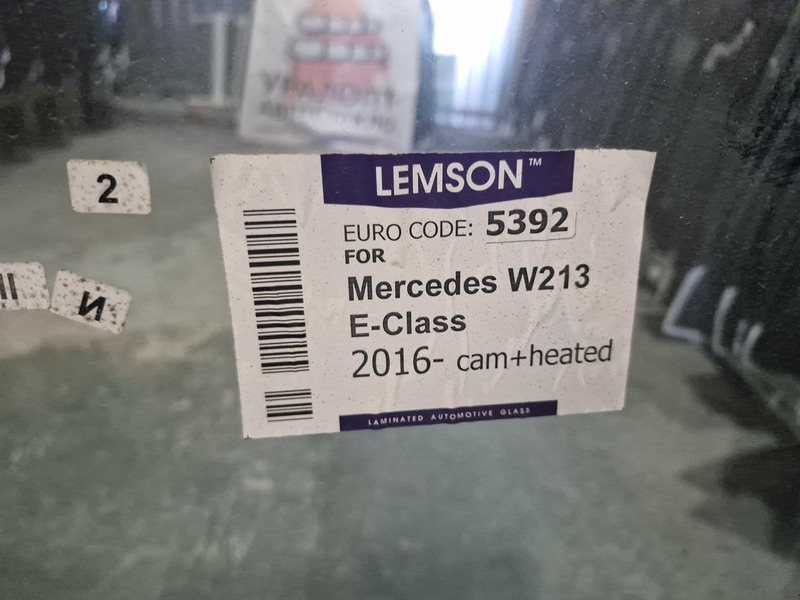 LEMSON™
EURO CODE: 5392
FOR
Mercedes W213
E-Class
2016- cam+heated
LAMINATED AUTOMOTIVE GLASS
2
И